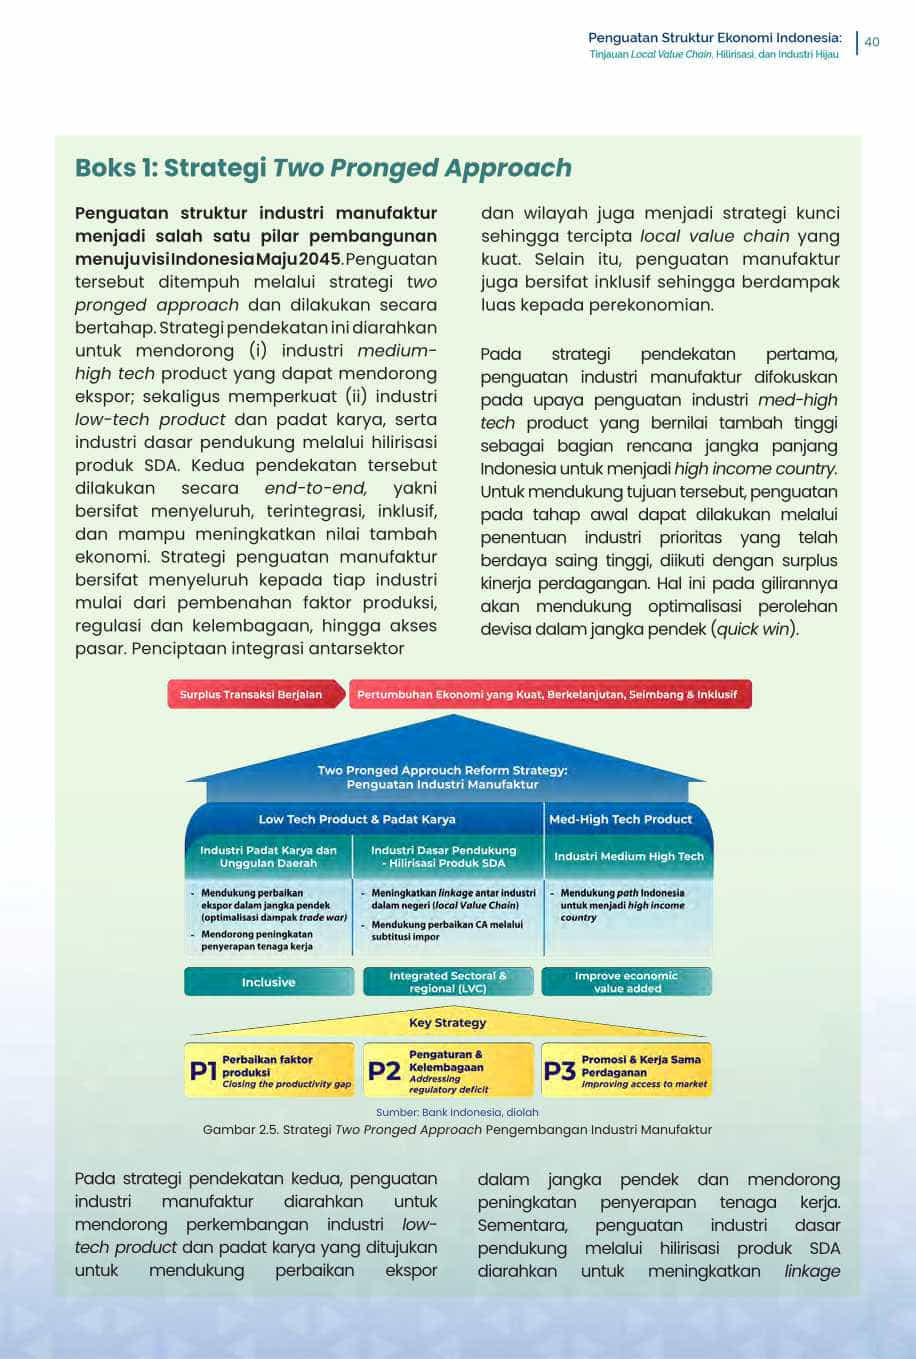 Penguatan Struktur Ekonomi Indonesia:
Tinjauan Local Value Chain, Hilirisasi, dan Industri Hijau
40
Boks 1: Strategi Two Pronged Approach
Penguatan struktur industri manufaktur
menjadi salah satu pilar pembangunan
menuju visi Indonesia Maju 2045. Penguatan
tersebut ditempuh melalui strategi two
pronged approach dan dilakukan secara
bertahap. Strategi pendekatan ini diarahkan
untuk mendorong (i) industri medium-
high tech product yang dapat mendorong
ekspor; sekaligus memperkuat (ii) industri
low-tech product dan padat karya, serta
industri dasar pendukung melalui hilirisasi
produk SDA. Kedua pendekatan tersebut
dilakukan secara end-to-end, yakni
bersifat menyeluruh, terintegrasi, inklusif,
dan mampu meningkatkan nilai tambah
ekonomi. Strategi penguatan manufaktur
bersifat menyeluruh kepada tiap industri
mulai dari pembenahan faktor produksi,
regulasi dan kelembagaan, hingga akses
pasar. Penciptaan integrasi antarsektor
dan wilayah juga menjadi strategi kunci
sehingga tercipta local value chain yang
kuat. Selain itu, penguatan manufaktur
juga bersifat inklusif sehingga berdampak
luas kepada perekonomian.
Pada strategi pendekatan pertama,
penguatan industri manufaktur difokuskan
pada upaya penguatan industri med-high
tech product yang bernilai tambah tinggi
sebagai bagian rencana jangka panjang
Indonesia untuk menjadi high income country.
Untuk mendukung tujuan tersebut, penguatan
pada tahap awal dapat dilakukan melalui
penentuan industri prioritas yang telah
berdaya saing tinggi, diikuti dengan surplus
kinerja perdagangan. Hal ini pada gilirannya
akan mendukung optimalisasi perolehan
devisa dalam jangka pendek (quick win).
Surplus Transaksi Berjalan
Pertumbuhan Ekonomi yang Kuat, Berkelanjutan, Seimbang & Inklusif
Two Pronged Approuch Reform Strategy:
Penguatan Industri Manufaktur
Low Tech Product & Padat Karya
Med-High Tech Product
Industri Padat Karya dan
Unggulan Daerah
Industri Dasar Pendukung
- Hilirisasi Produk SDA
Industri Medium High Tech
- Mendukung perbaikan
ekspor dalam jangka pendek
(optimalisasi dampak trade war)
- Mendorong peningkatan
penyerapan tenaga kerja
- Meningkatkan linkage antar industri
dalam negeri (local Value Chain)
- Mendukung perbaikan CA melalui
subtitusi impor
- Mendukung path Indonesia
untuk menjadi high income
country
Inclusive
Integrated Sectoral &
regional (LVC)
Improve economic
value added
Key Strategy
P1 Perbaikan faktor
produksi
Closing the productivity gap
P2 Pengaturan &
Kelembagaan
Addressing
regulatory deficit
P3 Promosi & Kerja Sama
Perdaganan
Improving access to market
Sumber: Bank Indonesia, diolah
Gambar 2.5. Strategi Two Pronged Approach Pengembangan Industri Manufaktur
Pada strategi pendekatan kedua, penguatan
industri manufaktur diarahkan untuk
mendorong perkembangan industri low-
tech product dan padat karya yang ditujukan
untuk mendukung perbaikan ekspor
dalam jangka pendek dan mendorong
peningkatan penyerapan tenaga kerja.
Sementara, penguatan industri dasar
pendukung melalui hilirisasi produk SDA
diarahkan untuk meningkatkan linkage